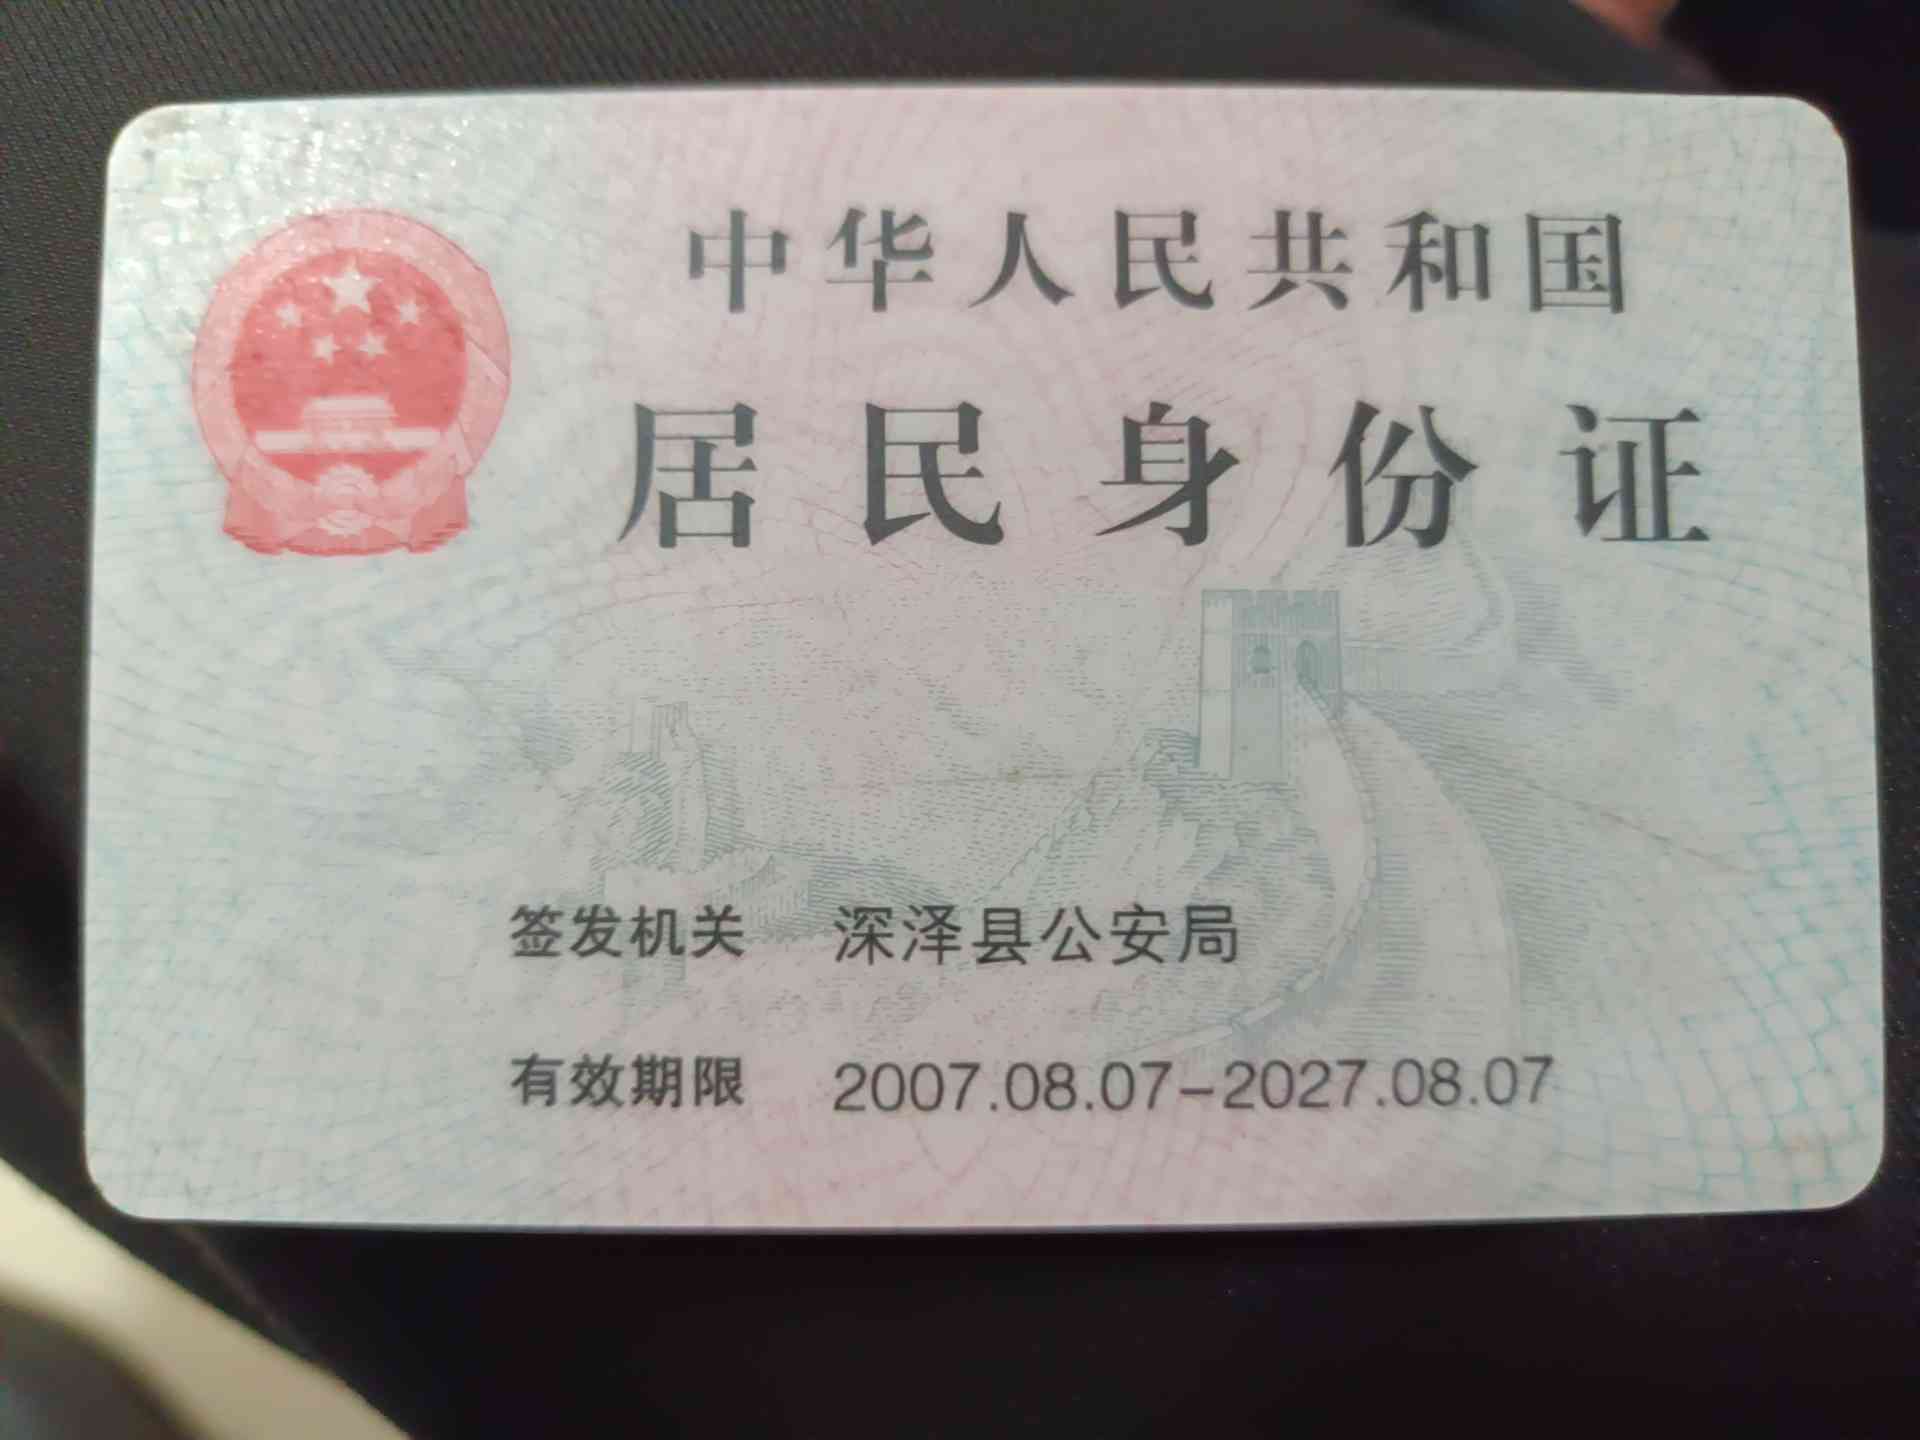 中华人民共和国
居民身份证
签发机关 深泽县公安局
有效期限 2007.08.07-2027.08.07